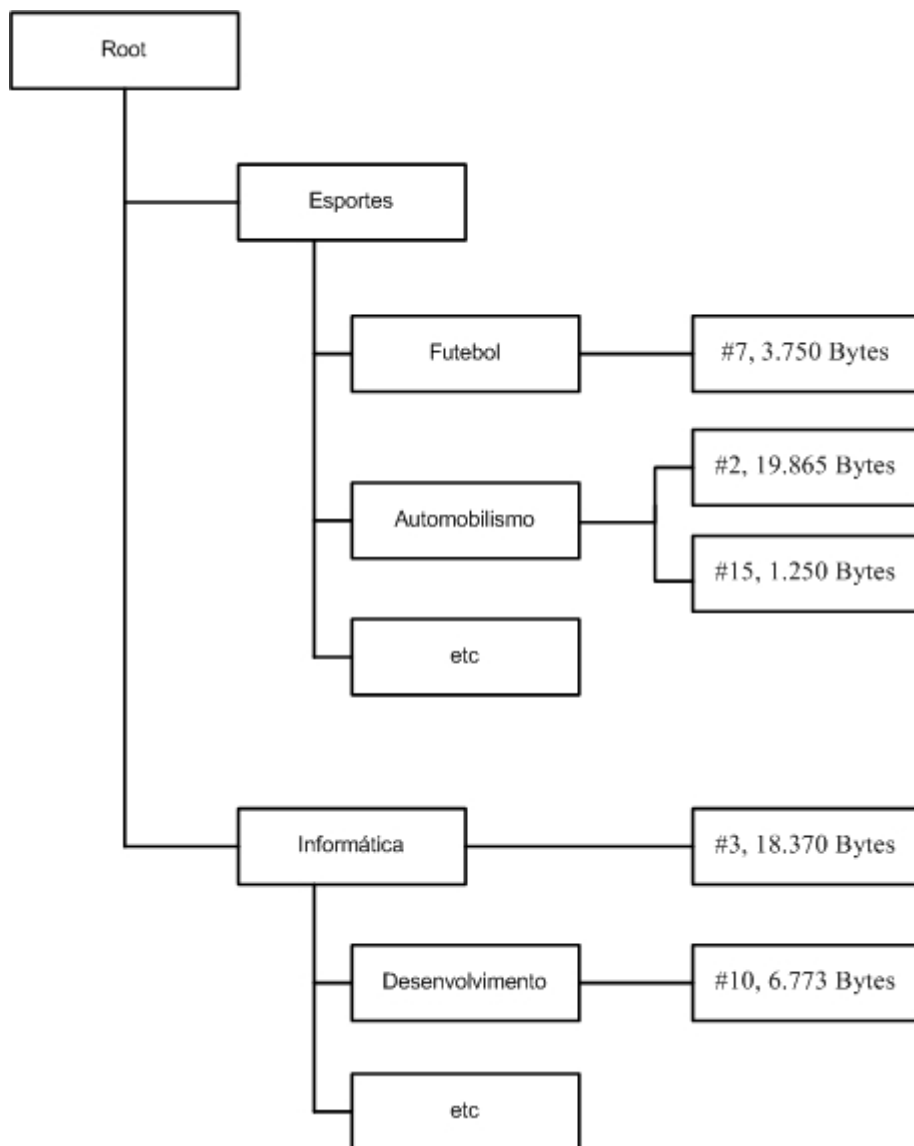 Root
Esportes
Futebol
#7, 3.750 Bytes
#2, 19.865 Bytes
Automobilismo
#15, 1.250 Bytes
etc
Informática
#3, 18.370 Bytes
Desenvolvimento
#10, 6.773 Bytes
etc